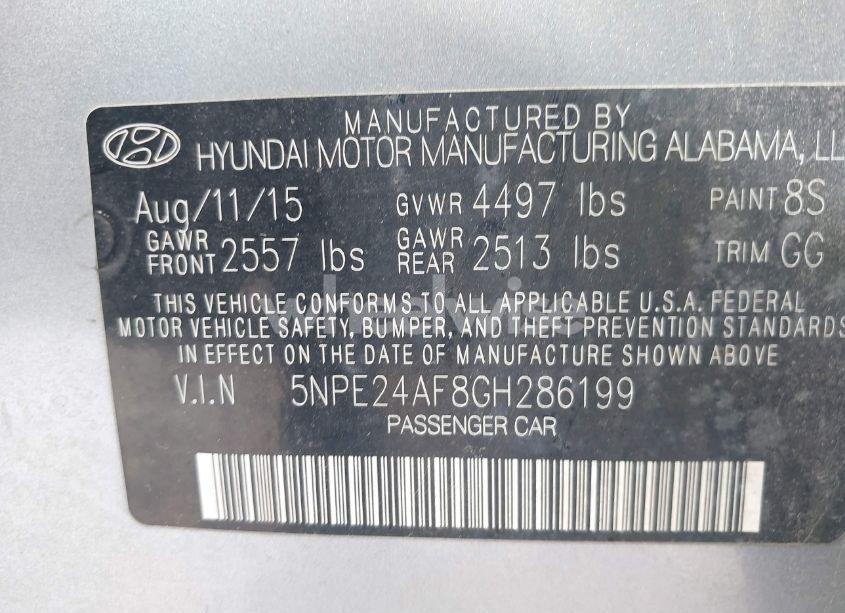 MANUFACTURED BY
HYUNDAI MOTOR MANUFACTURING ALABAMA, LL
Aug/11/15 GVWR 4497 lbs PAINT 8S
GAWR FRONT 2557 lbs GAWR REAR 2513 lbs TRIM GG
THIS VEHICLE CONFORMS TO ALL APPLICABLE U.S.A. FEDERAL
MOTOR VEHICLE SAFETY, BUMPER, AND THEFT PREVENTION STANDARDS
IN EFFECT ON THE DATE OF MANUFACTURE SHOWN ABOVE
V.I.N 5NPE24AF8GH286199
PASSENGER CAR